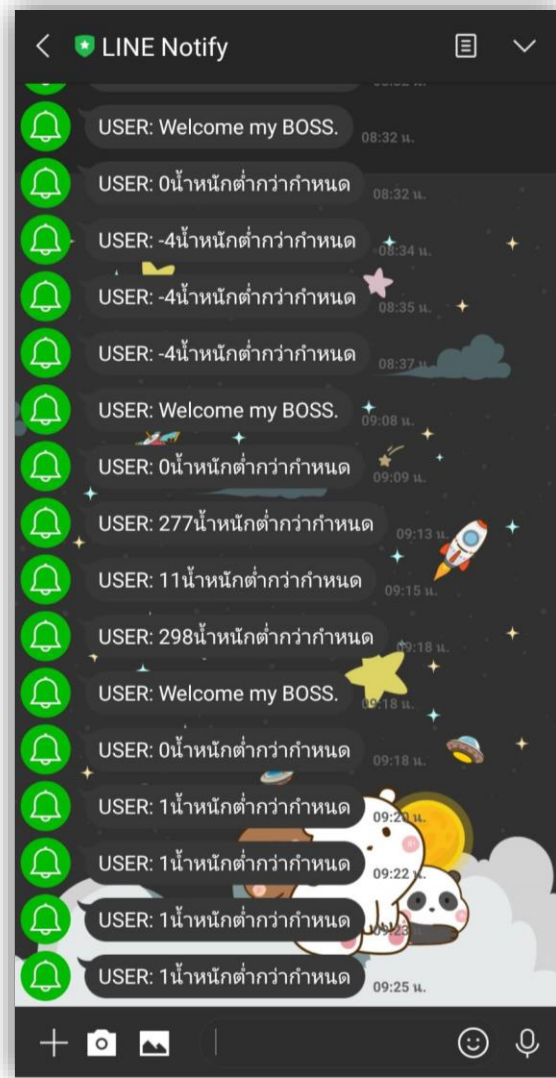 LINE Notify
USER: Welcome my BOSS.
08:32 น.
USER: 0น้ำหนักต่ำกว่ากำหนด
08:32 น.
USER: -4น้ำหนักต่ำกว่ากำหนด
08:34 น.
USER: -4น้ำหนักต่ำกว่ากำหนด
08:35 น.
USER: -4น้ำหนักต่ำกว่ากำหนด
08:37 น.
USER: Welcome my BOSS.
09:08 น.
USER: 0น้ำหนักต่ำกว่ากำหนด
09:09 น.
USER: 277น้ำหนักต่ำกว่ากำหนด
09:13 น.
USER: 11น้ำหนักต่ำกว่ากำหนด
09:15 น.
USER: 298น้ำหนักต่ำกว่ากำหนด
09:18 น.
USER: Welcome my BOSS.
09:18 น.
USER: 0น้ำหนักต่ำกว่ากำหนด
09:18 น.
USER: 1น้ำหนักต่ำกว่ากำหนด
09:20 น.
USER: 1น้ำหนักต่ำกว่ากำหนด
09:22 น.
USER: 1น้ำหนักต่ำกว่ากำหนด
09:23 น.
USER: 1น้ำหนักต่ำกว่ากำหนด
09:25 น.